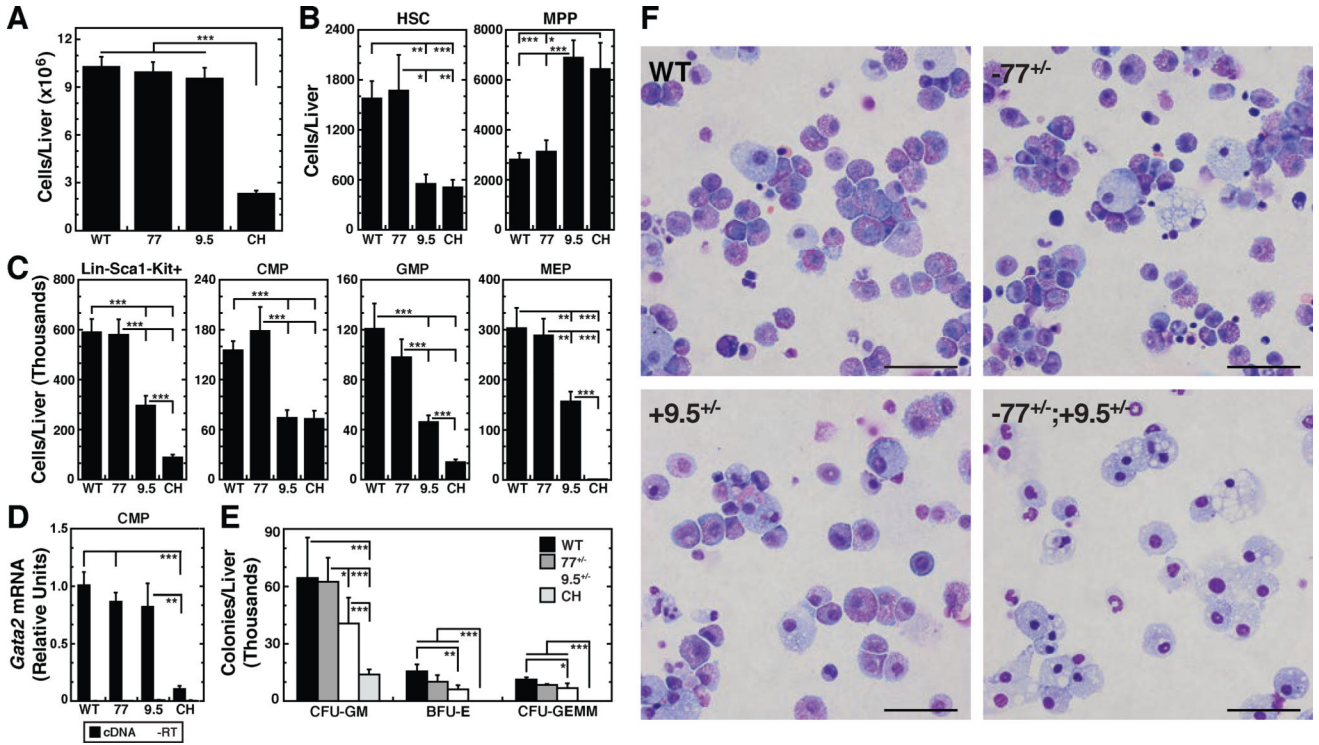 A
Cells/Liver (x10⁶)
12
9
6
3
0
***
WT 77 9.5 CH
B
HSC
Cells/Liver
2400
1800
1200
600
0
** ***
* **
WT 77 9.5 CH
MPP
8000
6000
4000
2000
0
*** *
***
WT 77 9.5 CH
C
Cells/Liver (Thousands)
Lin-Sca1-Kit+
800
600
400
200
0
***
***
***
WT 77 9.5 CH
CMP
240
180
120
60
0
***
***
WT 77 9.5 CH
GMP
160
120
80
40
0
***
***
***
WT 77 9.5 CH
MEP
400
300
200
100
0
** ***
** ***
***
WT 77 9.5 CH
D
CMP
Gata2 mRNA
(Relative Units)
1.5
1.0
0.5
0
***
**
WT 77 9.5 CH
cDNA -RT
E
Colonies/Liver
(Thousands)
90
60
30
0
***
* ***
***
***
**
***
*
WT
77+/-
9.5+/-
CH
CFU-GM BFU-E CFU-GEMM
F
WT
-77+/-
+9.5+/-
-77+/-;+9.5+/-